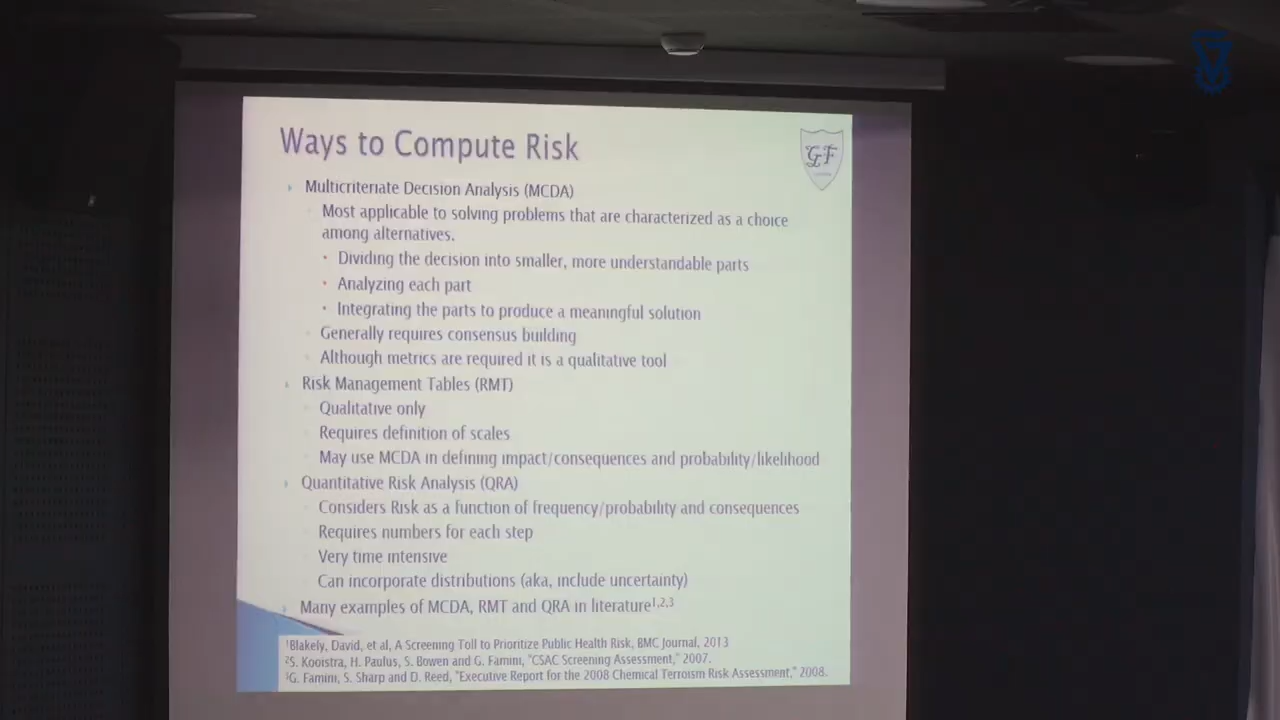 Ways to Compute Risk
GF
Multicriteriate Decision Analysis (MCDA)
Most applicable to solving problems that are characterized as a choice
among alternatives.
Dividing the decision into smaller, more understandable parts
Analyzing each part
Integrating the parts to produce a meaningful solution
Generally requires consensus building
Although metrics are required it is a qualitative tool
Risk Management Tables (RMT)
Qualitative only
Requires definition of scales
May use MCDA in defining impact/consequences and probability/likelihood
Quantitative Risk Analysis (QRA)
Considers Risk as a function of frequency/probability and consequences
Requires numbers for each step
Very time intensive
Can incorporate distributions (aka, include uncertainty)
Many examples of MCDA, RMT and QRA in literature1,2,3
1Blakely, David, et al, A Screening Toll to Prioritize Public Health Risk, BMC Journal, 2013
2S. Kooistra, H. Paulus, S. Bowen and G. Famini, "CSAC Screening Assessment," 2007.
3G. Famini, S. Sharp and D. Reed, "Executive Report for the 2008 Chemical Terroism Risk Assessment," 2008.